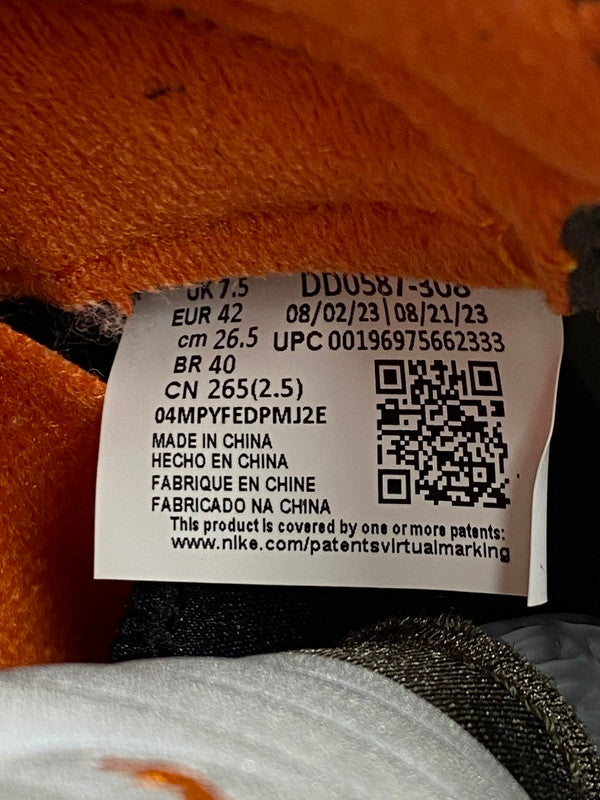 UK 7.5 DD0587-308
EUR 42 08/02/23 | 08/21/23
cm 26.5 UPC 00196975662333
BR 40
CN 265(2.5)
04MPYFEDPMJ2E
MADE IN CHINA
HECHO EN CHINA
FABRIQUE EN CHINE
FABRICADO NA CHINA
This product is covered by one or more patents:
www.nike.com/patentsvirtualmarking